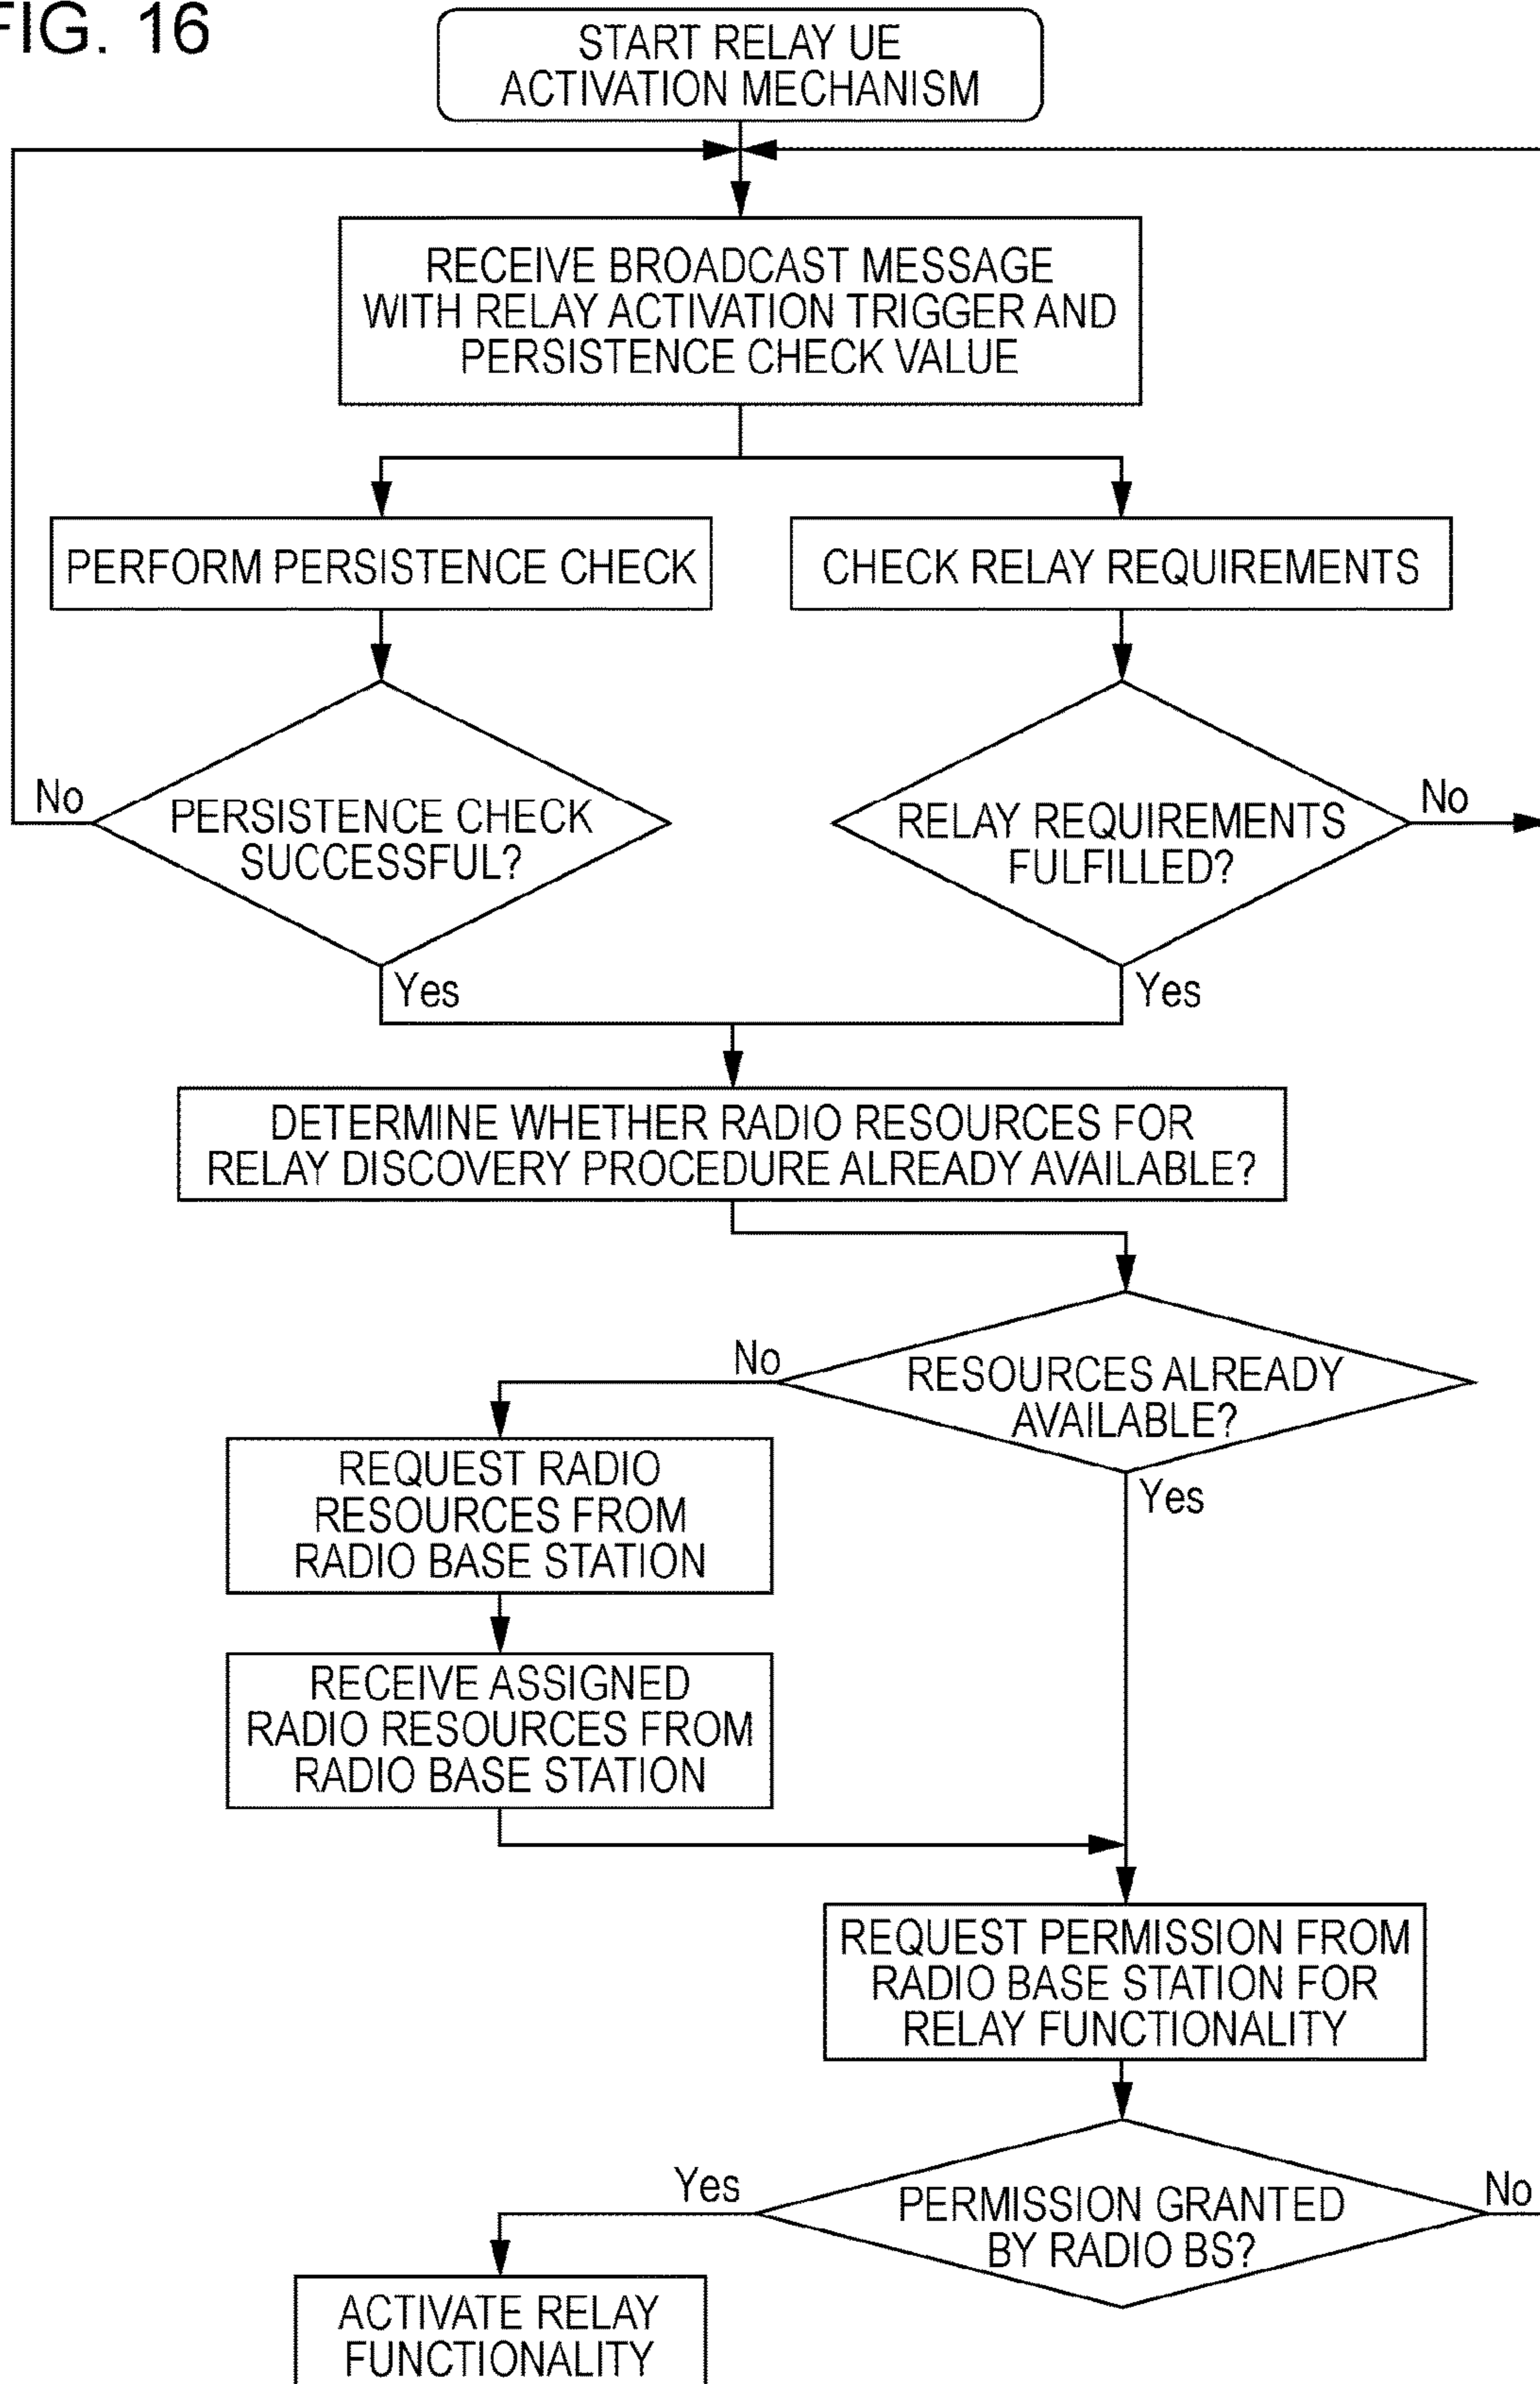 FIG. 16
START RELAY UE
ACTIVATION MECHANISM
RECEIVE BROADCAST MESSAGE
WITH RELAY ACTIVATION TRIGGER AND
PERSISTENCE CHECK VALUE
PERFORM PERSISTENCE CHECK
CHECK RELAY REQUIREMENTS
No
PERSISTENCE CHECK
SUCCESSFUL?
Yes
RELAY REQUIREMENTS
FULFILLED?
No
Yes
DETERMINE WHETHER RADIO RESOURCES FOR
RELAY DISCOVERY PROCEDURE ALREADY AVAILABLE?
No
RESOURCES ALREADY
AVAILABLE?
Yes
REQUEST RADIO
RESOURCES FROM
RADIO BASE STATION
RECEIVE ASSIGNED
RADIO RESOURCES FROM
RADIO BASE STATION
REQUEST PERMISSION FROM
RADIO BASE STATION FOR
RELAY FUNCTIONALITY
Yes
PERMISSION GRANTED
BY RADIO BS?
No
ACTIVATE RELAY
FUNCTIONALITY